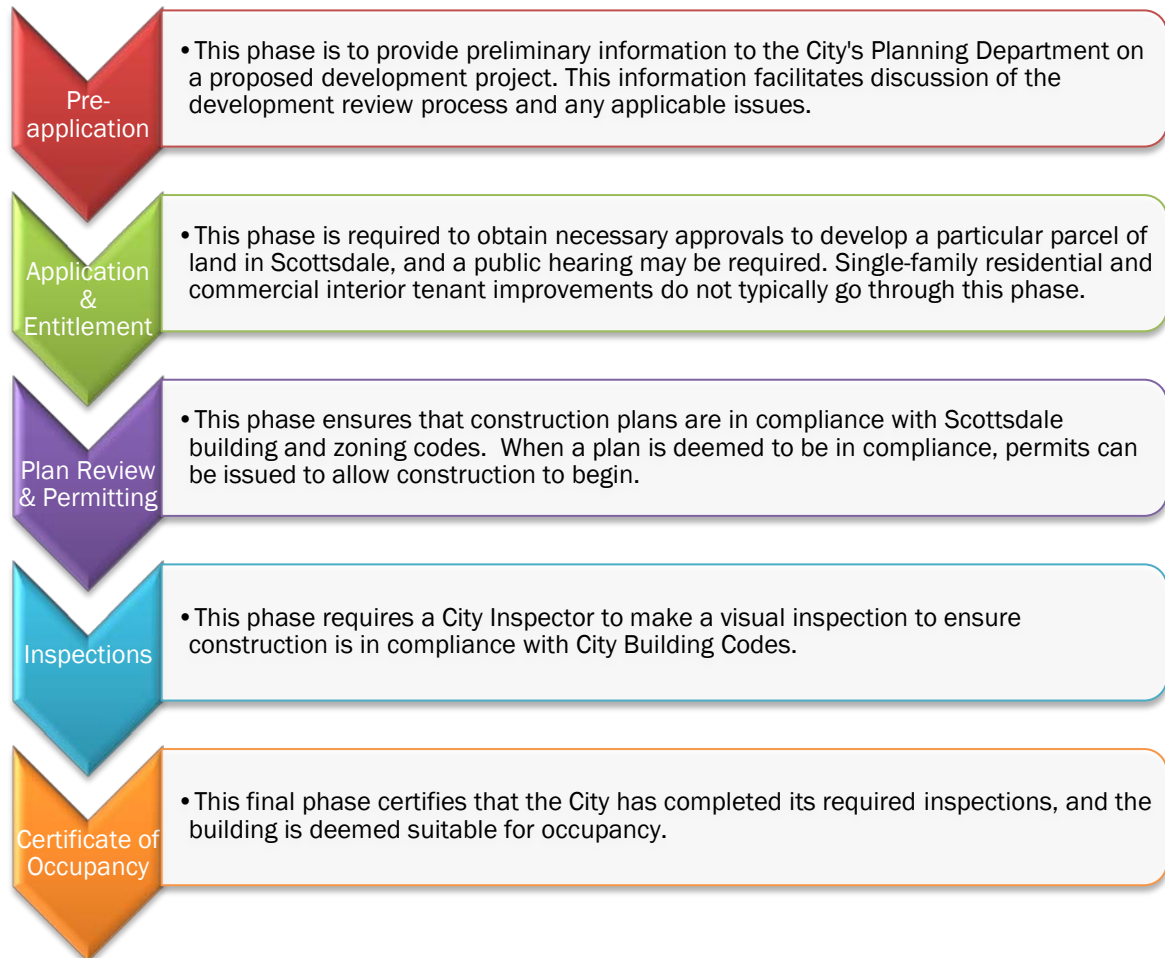 Pre-
application
•This phase is to provide preliminary information to the City's Planning Department on
a proposed development project. This information facilitates discussion of the
development review process and any applicable issues.
Application
&
Entitlement
•This phase is required to obtain necessary approvals to develop a particular parcel of
land in Scottsdale, and a public hearing may be required. Single-family residential and
commercial interior tenant improvements do not typically go through this phase.
Plan Review
& Permitting
•This phase ensures that construction plans are in compliance with Scottsdale
building and zoning codes.  When a plan is deemed to be in compliance, permits can
be issued to allow construction to begin.
Inspections
•This phase requires a City Inspector to make a visual inspection to ensure
construction is in compliance with City Building Codes.
Certificate of
Occupancy
•This final phase certifies that the City has completed its required inspections, and the
building is deemed suitable for occupancy.